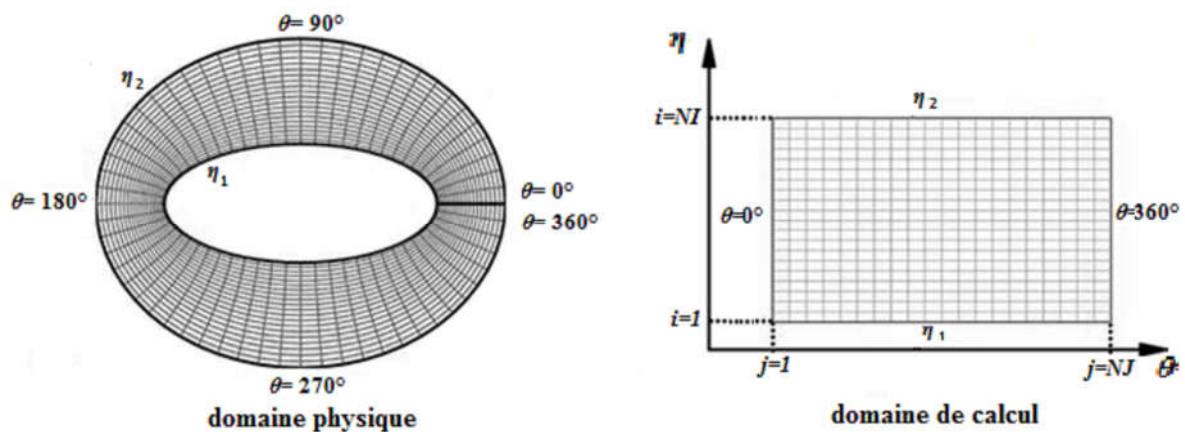 θ= 90°
η2
η1
θ= 180°
θ= 0°
θ= 360°
θ= 270°
domaine physique
η
i=NI
η2
θ=0°
θ=360°
i=1
η1
j=1
j=NJ
θ
domaine de calcul